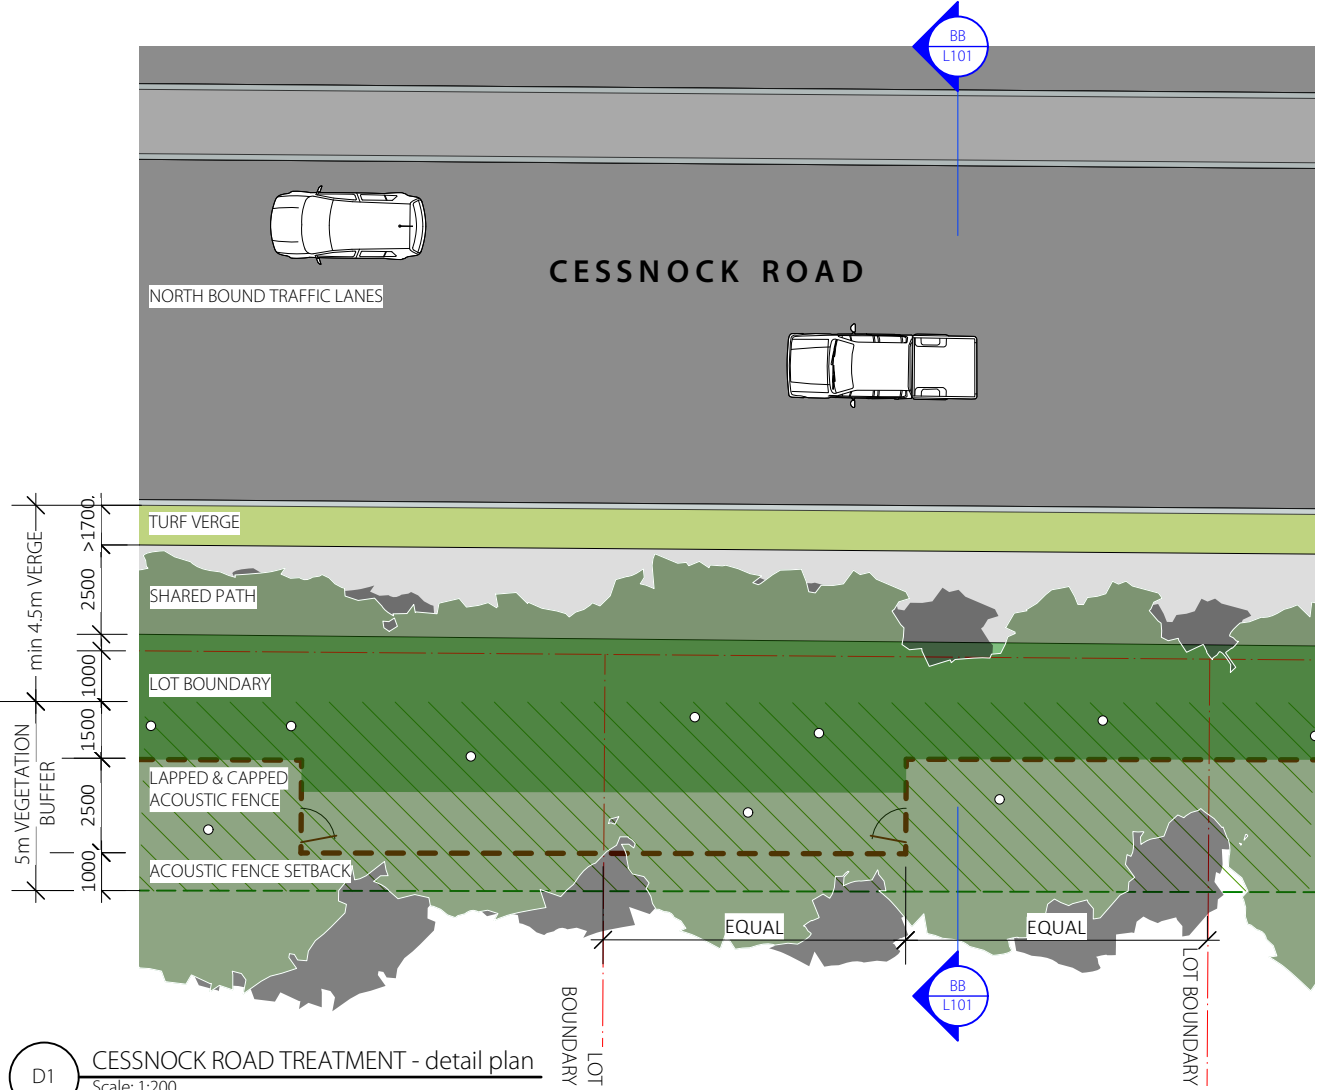 BB
L101
CESSNOCK ROAD
NORTH BOUND TRAFFIC LANES
>1700.
TURF VERGE
min 4.5m VERGE
2500
SHARED PATH
1000
LOT BOUNDARY
1500
5m VEGETATION
BUFFER
LAPPED & CAPPED
ACOUSTIC FENCE
2500
ACOUSTIC FENCE SETBACK
1000
EQUAL
EQUAL
BB
L101
LOT
BOUNDARY
LOT BOUNDARY
D1
CESSNOCK ROAD TREATMENT - detail plan
Scale: 1:200